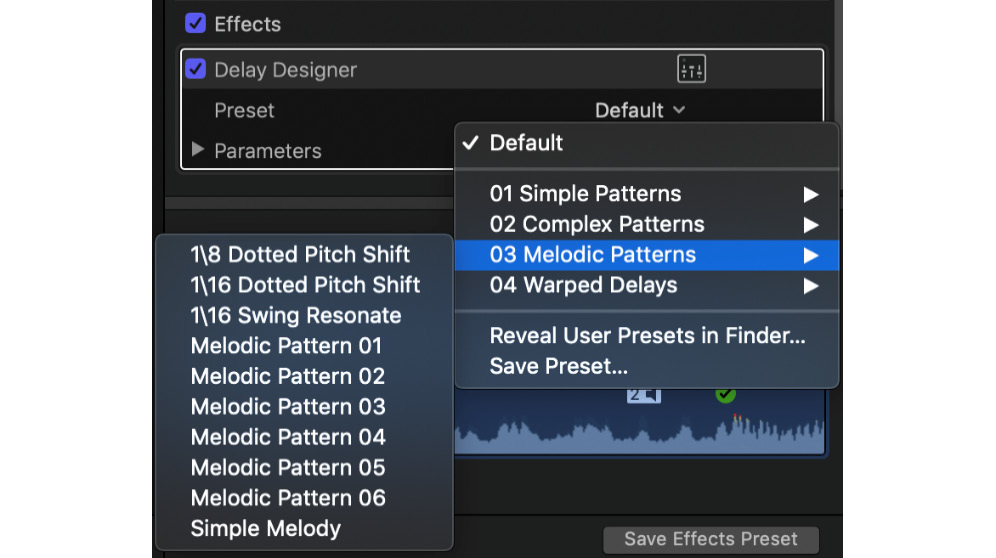 Effects
Delay Designer
Preset
Default
Parameters
Default
01 Simple Patterns
02 Complex Patterns
03 Melodic Patterns
04 Warped Delays
Reveal User Presets in Finder...
Save Preset...
1\8 Dotted Pitch Shift
1\16 Dotted Pitch Shift
1\16 Swing Resonate
Melodic Pattern 01
Melodic Pattern 02
Melodic Pattern 03
Melodic Pattern 04
Melodic Pattern 05
Melodic Pattern 06
Simple Melody
2
Save Effects Preset